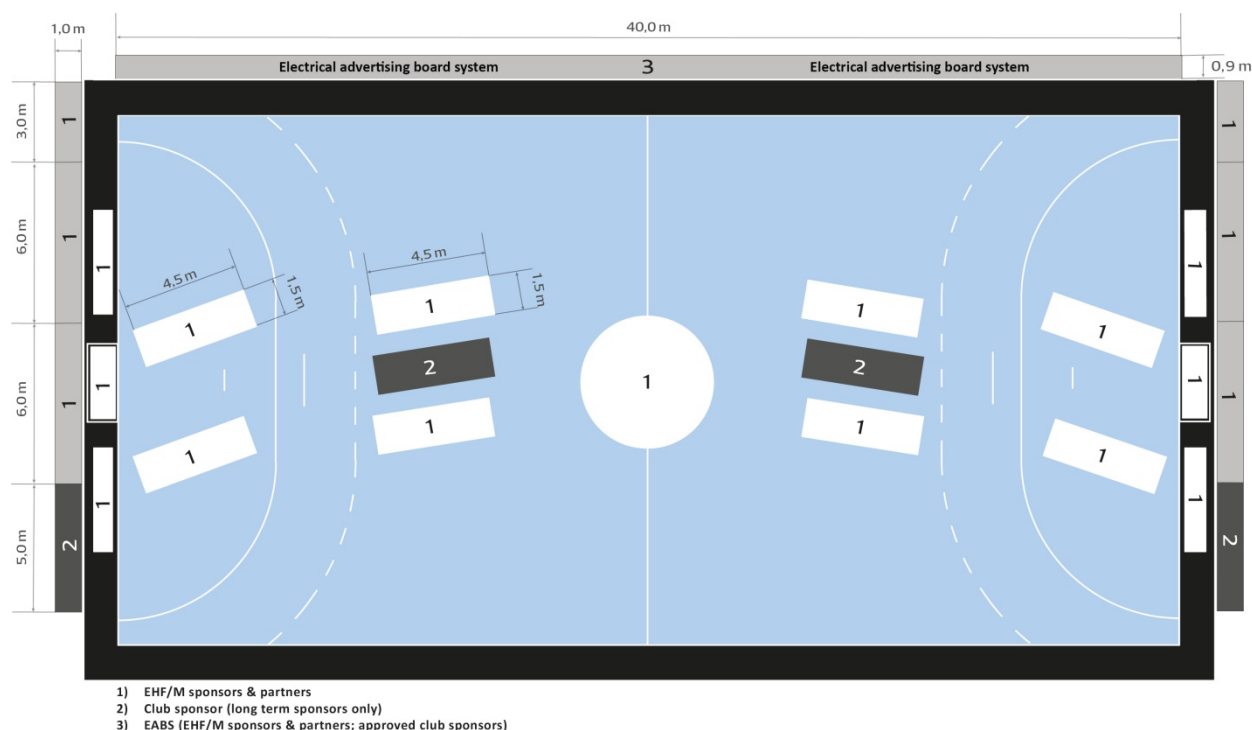 40,0 m
1,0 m
Electrical advertising board system 3 Electrical advertising board system
0,9 m
3,0 m
1
1
6,0 m
1
1
1
1
4,5 m
1,5 m
4,5 m
1,5 m
1
1
1
1
6,0 m
1
1
2
1
2
1
1
1
1
1
1
1
1
5,0 m
2
1
1
2
1) EHF/M sponsors & partners
2) Club sponsor (long term sponsors only)
3) EABS (EHF/M sponsors & partners; approved club sponsors)